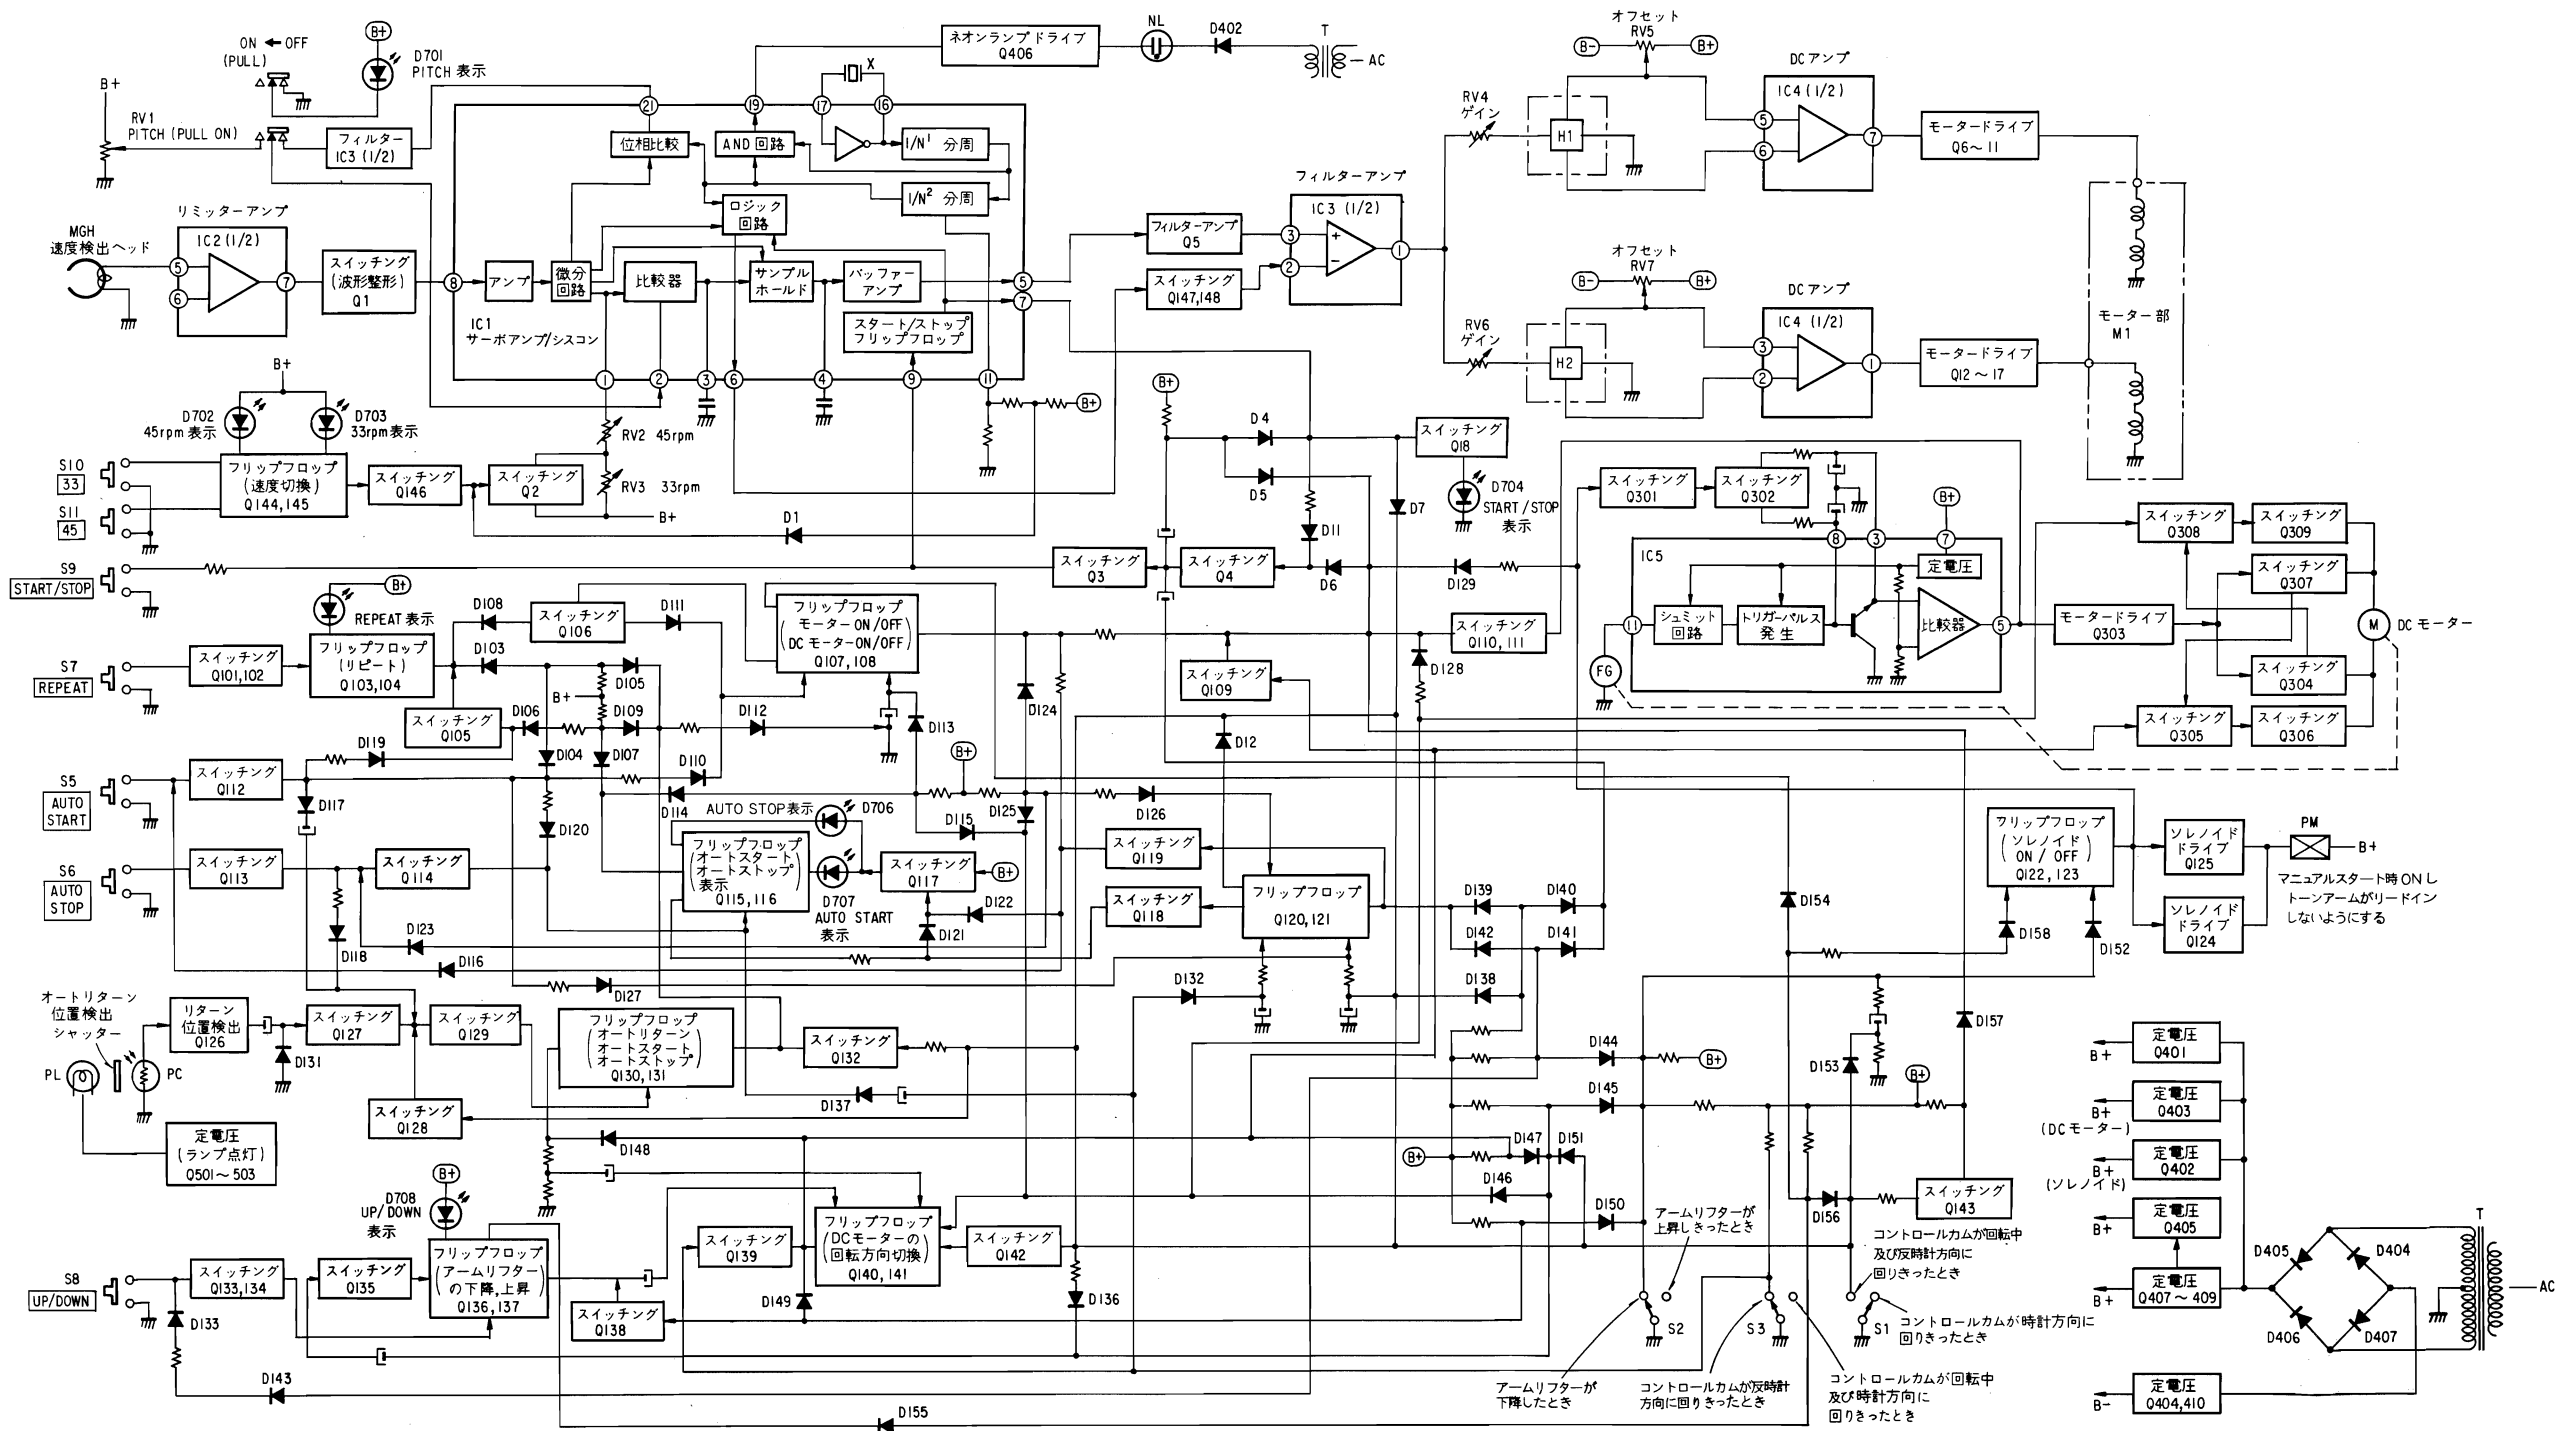 ON ← OFF
(PULL)
B+
D701
PITCH 表示
B+
RV1
PITCH (PULL ON)
フィルター
IC3 (1/2)
ネオンランプドライブ
Q406
NL
D402
T
AC
X
21
19
17
16
位相比較
AND 回路
1/N¹ 分周
1/N² 分周
ロジック
回路
MGH
速度検出ヘッド
リミッターアンプ
IC2 (1/2)
5
6
7
スイッチング
(波形整形)
Q1
8
アンプ
微分
回路
比較器
サンプル
ホールド
バッファー
アンプ
5
7
IC1
サーボアンプ/シスコン
スタート/ストップ
フリップフロップ
1
2
3
6
4
9
11
B+
フィルターアンプ
Q5
スイッチング
Q147,148
フィルターアンプ
IC3 (1/2)
3
2
+
−
1
RV4
ゲイン
オフセット
RV5
B-
B+
H1
DCアンプ
IC4 (1/2)
5
6
7
モータードライブ
Q6〜11
オフセット
RV7
B-
B+
RV6
ゲイン
H2
DCアンプ
IC4 (1/2)
3
2
1
モータードライブ
Q12〜17
モーター部
M1
B+
D702
45rpm 表示
D703
33rpm表示
S10
33
S11
45
フリップフロップ
(速度切換)
Q144,145
スイッチング
Q146
スイッチング
Q2
RV2 45rpm
RV3 33rpm
B+
D1
S9
START/STOP
B+
D4
D5
D11
D6
D7
スイッチング
Q3
スイッチング
Q4
スイッチング
Q18
D704
START/STOP
表示
D129
スイッチング
Q301
スイッチング
Q302
B+
IC5
8
3
7
定電圧
シュミット
回路
トリガーパルス
発生
比較器
11
5
FG
モータードライブ
Q303
スイッチング
Q308
スイッチング
Q309
スイッチング
Q307
スイッチング
Q304
スイッチング
Q305
スイッチング
Q306
M
DCモーター
B+
REPEAT 表示
S7
REPEAT
スイッチング
Q101,102
フリップフロップ
(リピート)
Q103,104
D108
D103
スイッチング
Q106
D111
D105
B+
スイッチング
Q105
D106
D109
D112
D104
D107
フリップフロップ
モーターON/OFF
DCモーターON/OFF
Q107,108
D113
D124
スイッチング
Q109
スイッチング
Q110,111
D128
D12
D119
S5
AUTO
START
スイッチング
Q112
D117
D110
D114
AUTO STOP表示
D706
B+
D115
D125
D126
D120
S6
AUTO
STOP
スイッチング
Q113
スイッチング
Q114
フリップフロップ
オートスタート
オートストップ
表示
Q115,116
D707
AUTO START
表示
スイッチング
Q117
B+
D122
D121
スイッチング
Q119
スイッチング
Q118
フリップフロップ
Q120,121
D118
D123
D116
D127
D132
D139
D140
D142
D141
D138
D154
フリップフロップ
(ソレノイド
ON / OFF)
Q122,123
ソレノイド
ドライブ
Q125
ソレノイド
ドライブ
Q124
PM
B+
マニュアルスタート時ONし
トーンアームがリードイン
しないようにする
D158
D152
オートリターン
位置検出
シャッター
リターン
位置検出
Q126
PL
PC
D131
スイッチング
Q127
スイッチング
Q129
フリップフロップ
(オートリターン
オートスタート
オートストップ)
Q130,131
スイッチング
Q132
D137
スイッチング
Q128
D144
B+
D145
D153
B+
D157
定電圧
(ランプ点灯)
Q501〜503
D148
B+
D147
D151
D146
D150
D156
スイッチング
Q143
B+
D708
UP/DOWN
表示
S8
UP/DOWN
D133
スイッチング
Q133,134
スイッチング
Q135
フリップフロップ
(アームリフター
の下降,上昇)
Q136,137
スイッチング
Q138
スイッチング
Q139
D149
フリップフロップ
(DCモーターの
回転方向切換)
Q140,141
スイッチング
Q142
D136
D143
D155
アームリフターが
上昇しきったとき
S2
S3
S1
アームリフターが
下降したとき
コントロールカムが反時計
方向に回りきったとき
コントロールカムが回転中
及び反時計方向に
回りきったとき
コントロールカムが時計方向に
回りきったとき
コントロールカムが回転中
及び時計方向に
回りきったとき
定電圧
Q401
B+
定電圧
Q403
B+
(DCモーター)
定電圧
Q402
B+
(ソレノイド)
定電圧
Q405
B+
定電圧
Q407〜409
B+
定電圧
Q404,410
B-
D405
D404
D406
D407
T
AC